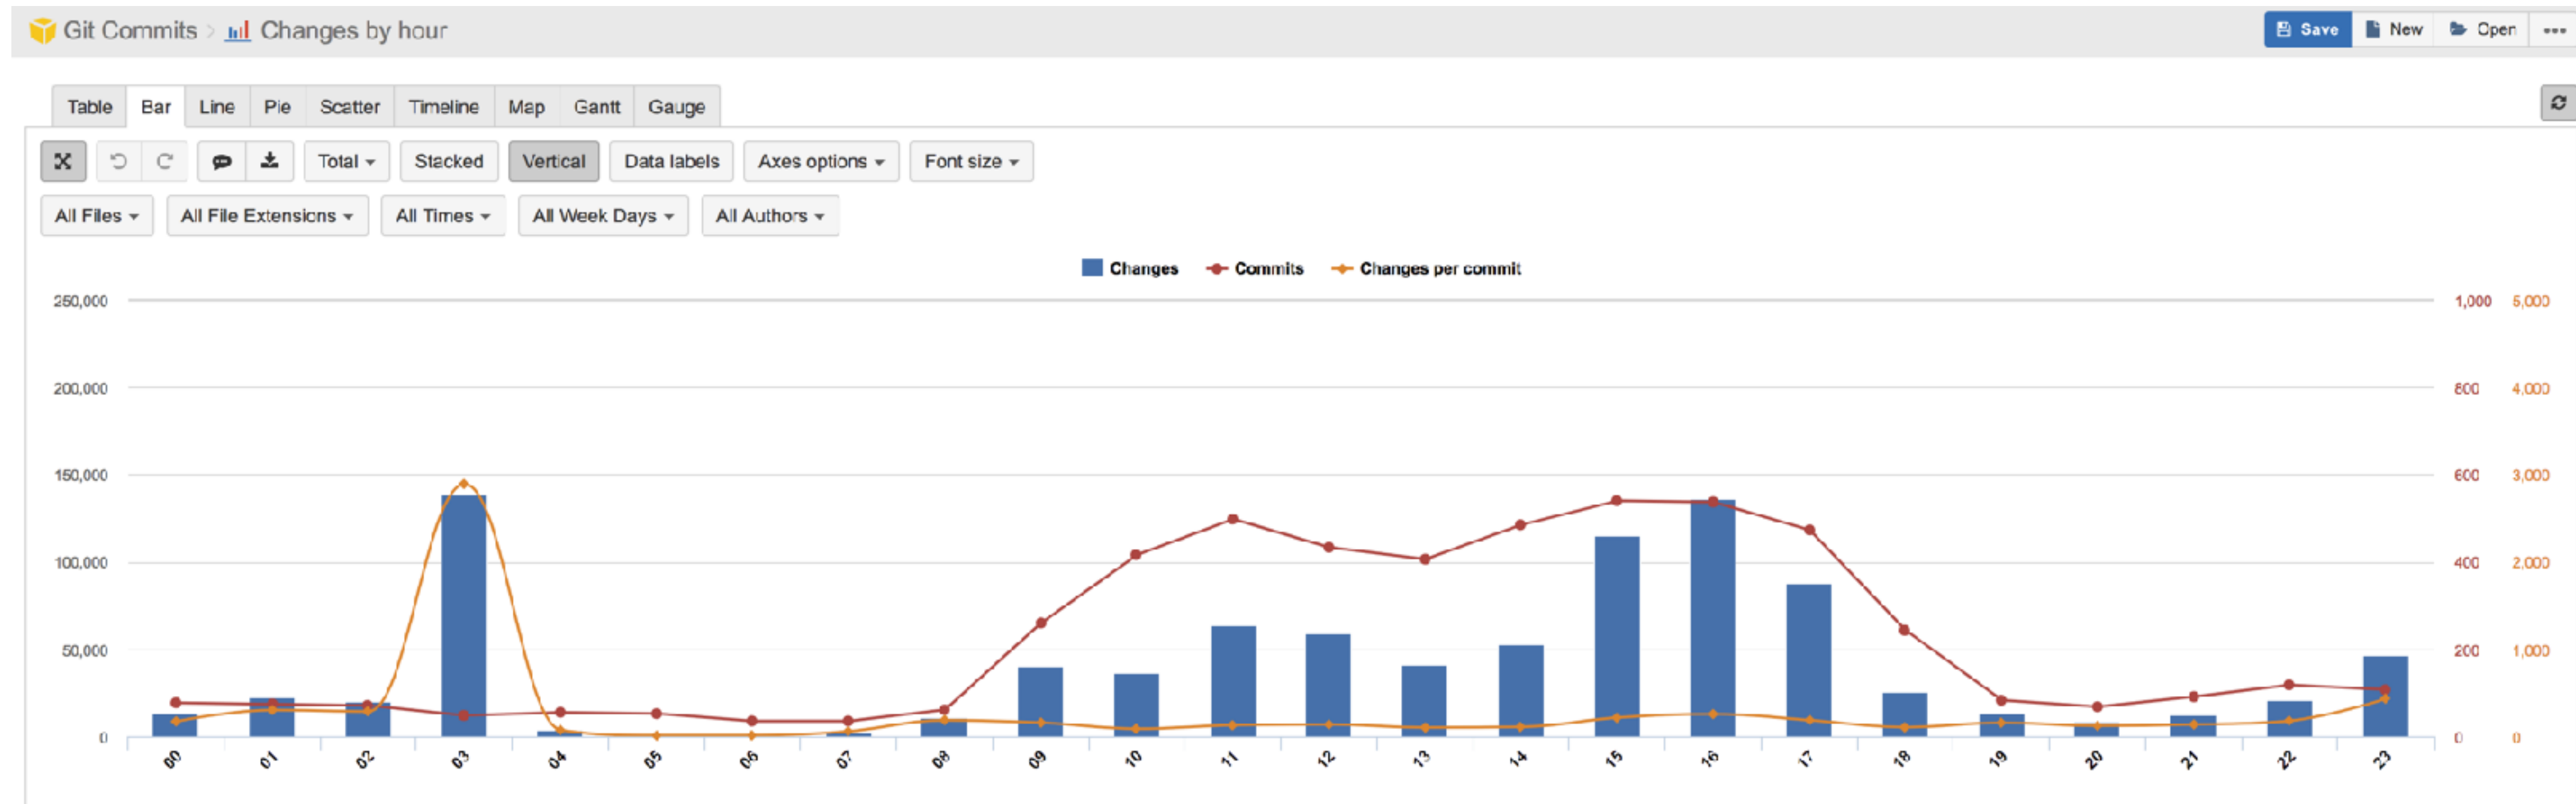 Git Commits > Changes by hour
Save New Open •••
Table Bar Line Pie Scatter Timeline Map Gantt Gauge
Total Stacked Vertical Data labels Axes options Font size
All Files All File Extensions All Times All Week Days All Authors
Changes Commits Changes per commit
250,000 1,000 5,000
200,000 800 4,000
150,000 600 3,000
100,000 400 2,000
50,000 200 1,000
0 0 0
00 01 02 03 04 05 06 07 08 09 10 11 12 13 14 15 16 17 18 19 20 21 22 23